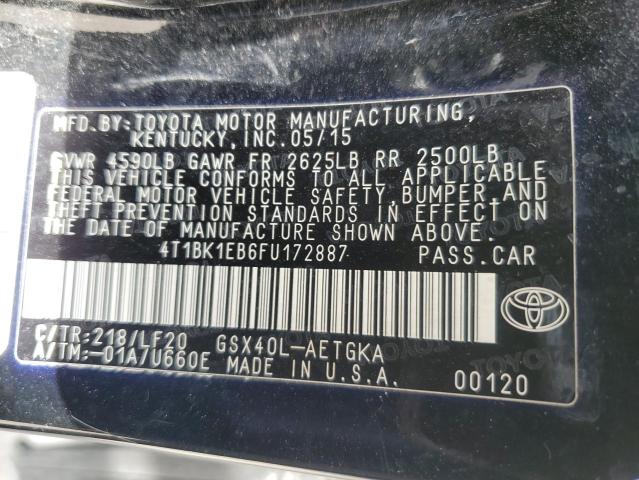 MFD.BY:TOYOTA MOTOR MANUFACTURING,
KENTUCKY,INC.05/15
GVWR 4590LB GAWR FR 2625LB RR 2500LB
THIS VEHICLE CONFORMS TO ALL APPLICABLE
FEDERAL MOTOR VEHICLE SAFETY,BUMPER,AND
THEFT PREVENTION STANDARDS IN EFFECT ON
THE DATE OF MANUFACTURE SHOWN ABOVE.
4T1BK1EB6FU172887 PASS.CAR
C/TR:218/LF20 GSX40L-AETGKA
A/TM:-01A/U660E MADE IN U.S.A. 00120